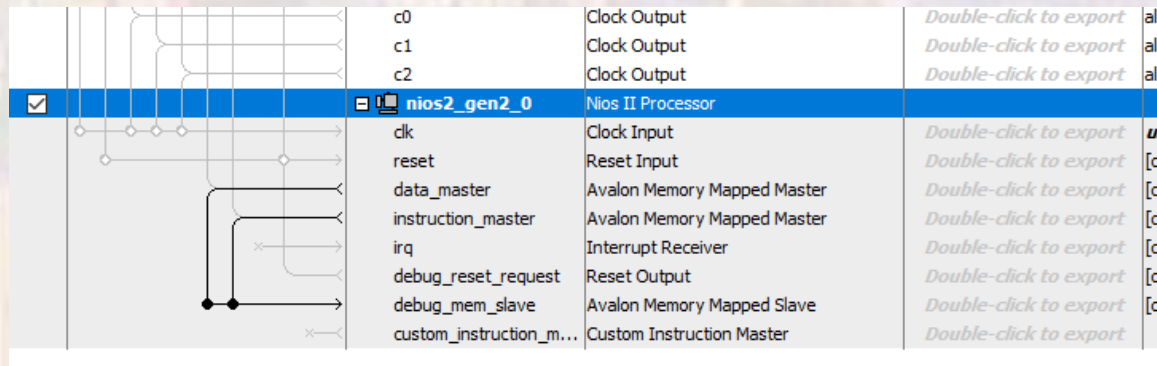 c0 Clock Output Double-click to export al
c1 Clock Output Double-click to export al
c2 Clock Output Double-click to export al
nios2_gen2_0 Nios II Processor
clk Clock Input Double-click to export u
reset Reset Input Double-click to export [c
data_master Avalon Memory Mapped Master Double-click to export [c
instruction_master Avalon Memory Mapped Master Double-click to export [c
irq Interrupt Receiver Double-click to export [c
debug_reset_request Reset Output Double-click to export [c
debug_mem_slave Avalon Memory Mapped Slave Double-click to export [c
custom_instruction_m... Custom Instruction Master Double-click to export